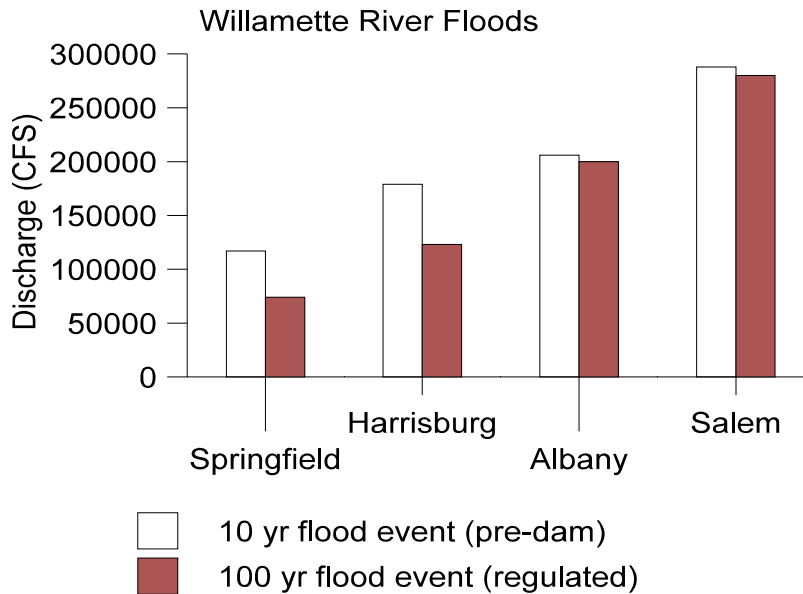 Willamette River Floods
Discharge (CFS)
300000
250000
200000
150000
100000
50000
0
Harrisburg
Salem
Springfield
Albany
10 yr flood event (pre-dam)
100 yr flood event (regulated)